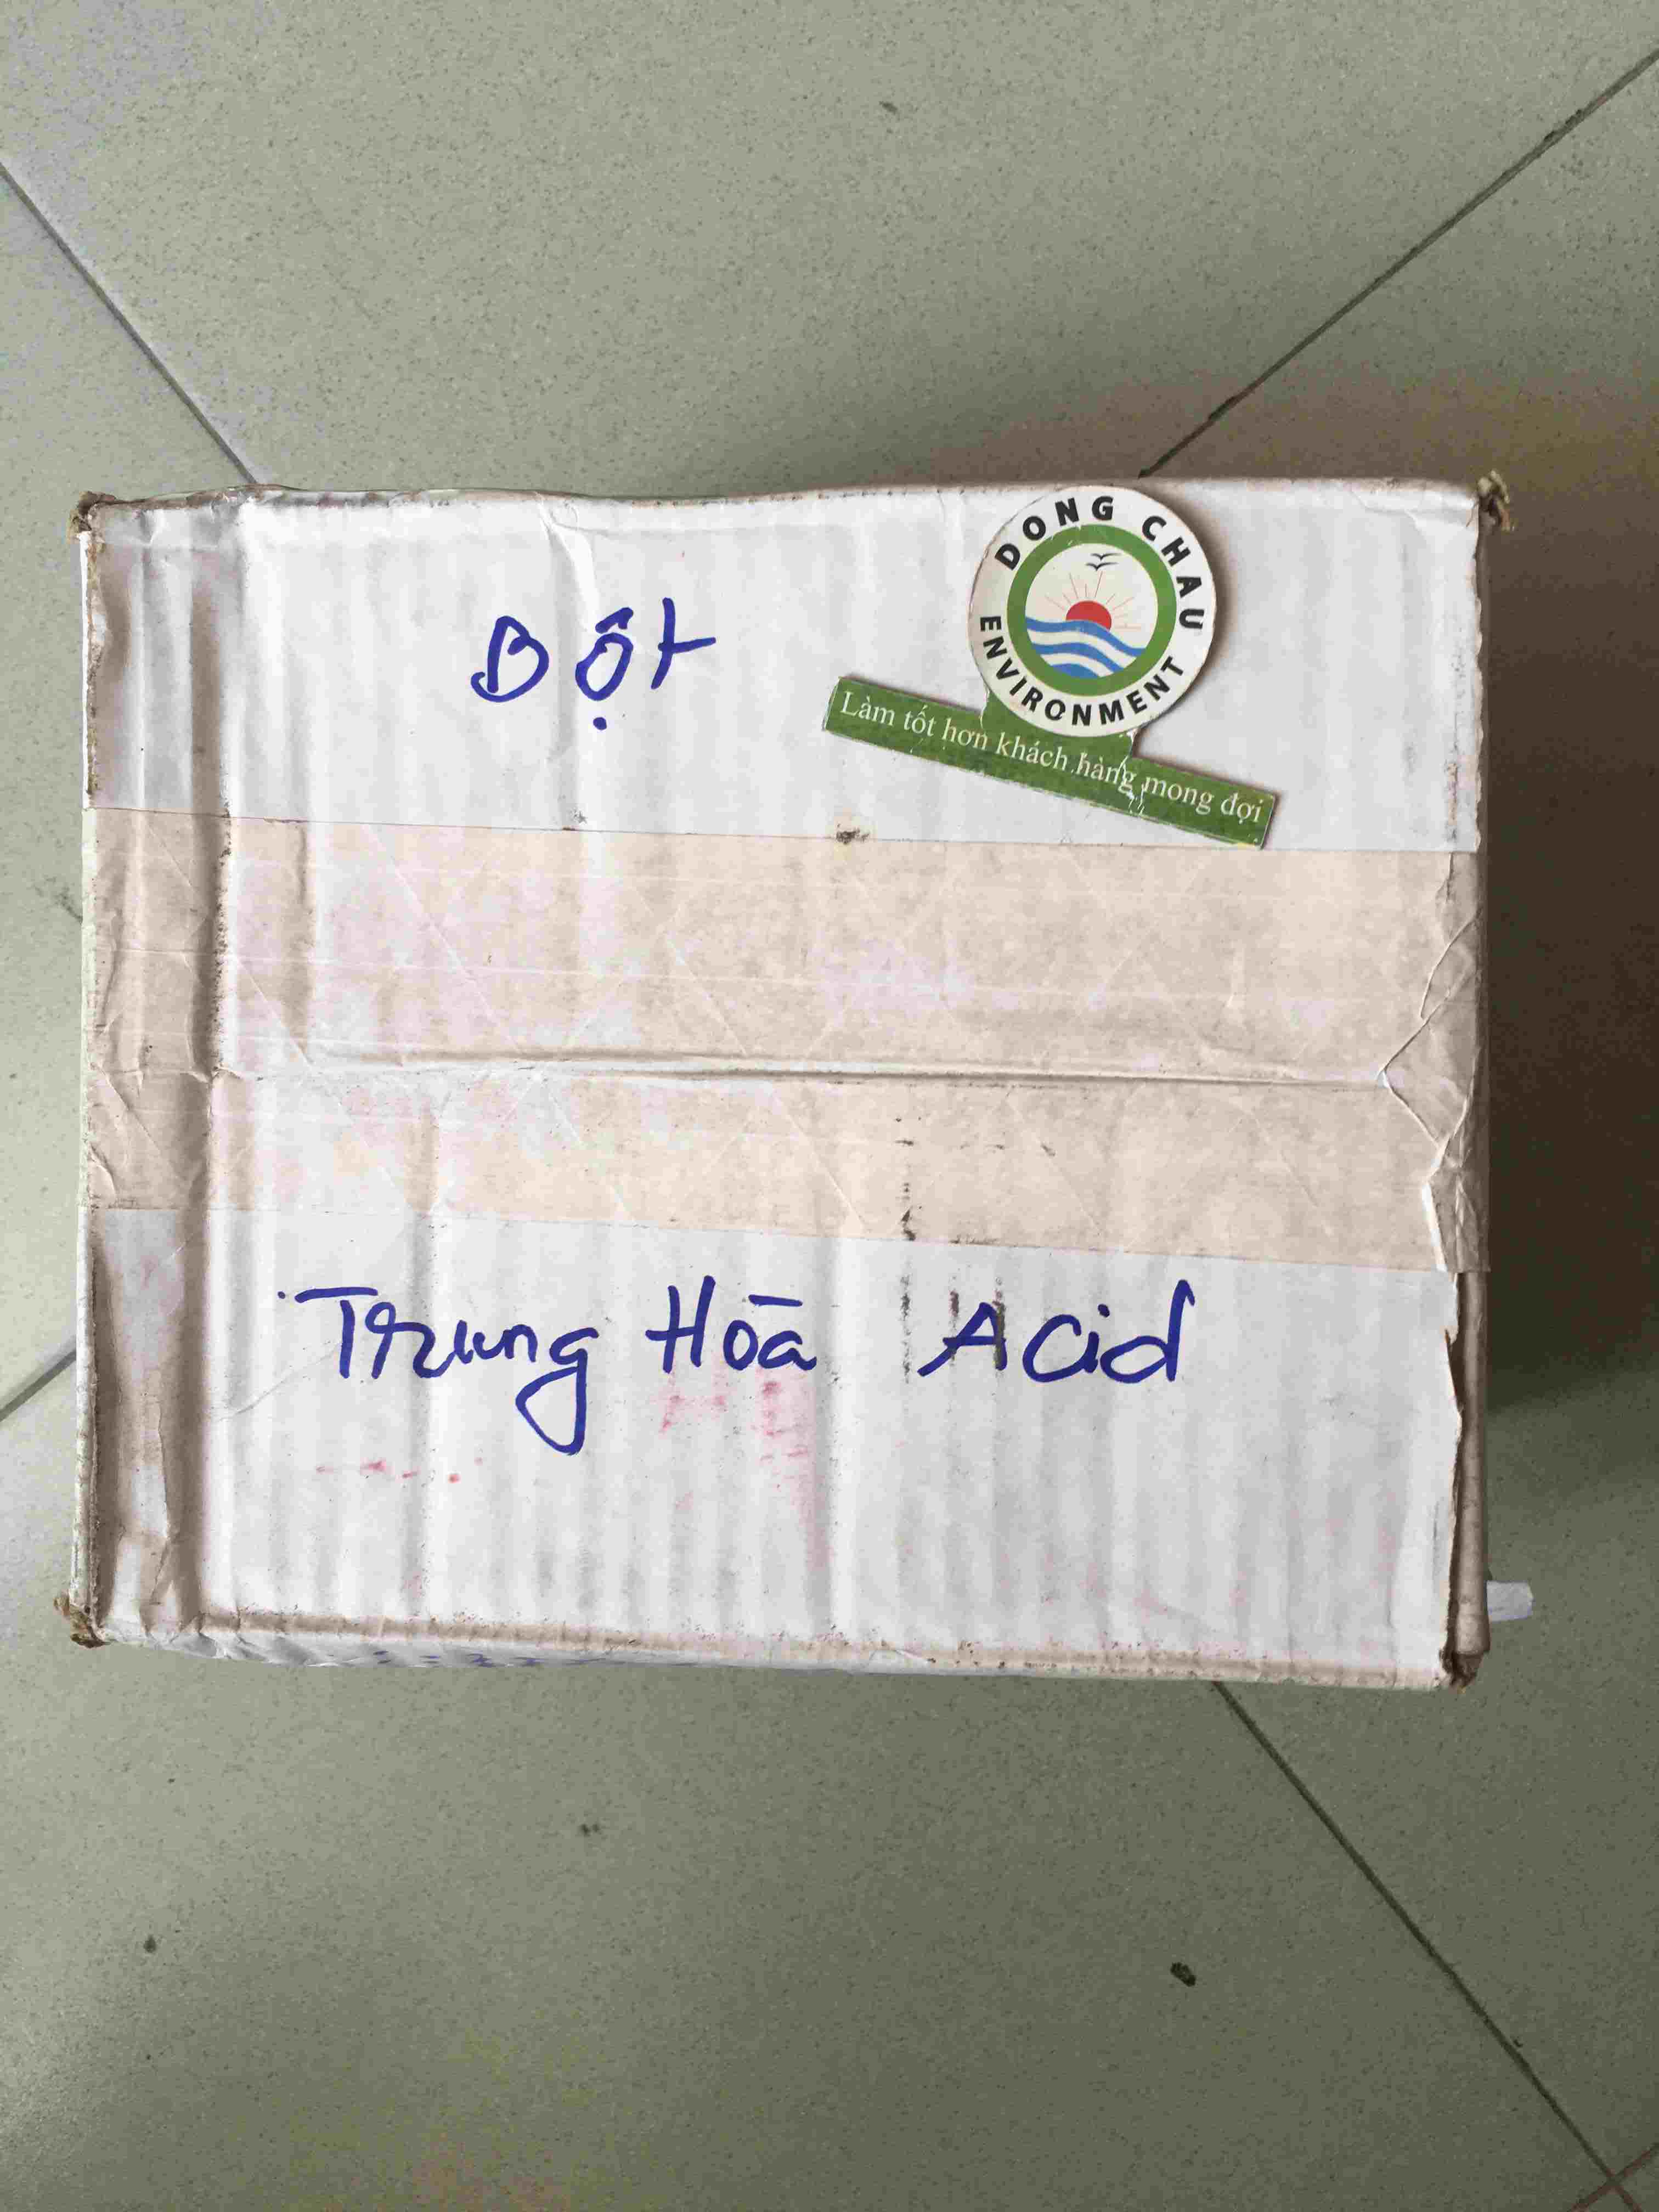 Bột
DONG CHAU
ENVIRONMENT
Làm tốt hơn khách hàng mong đợi
Trung Hòa Acid